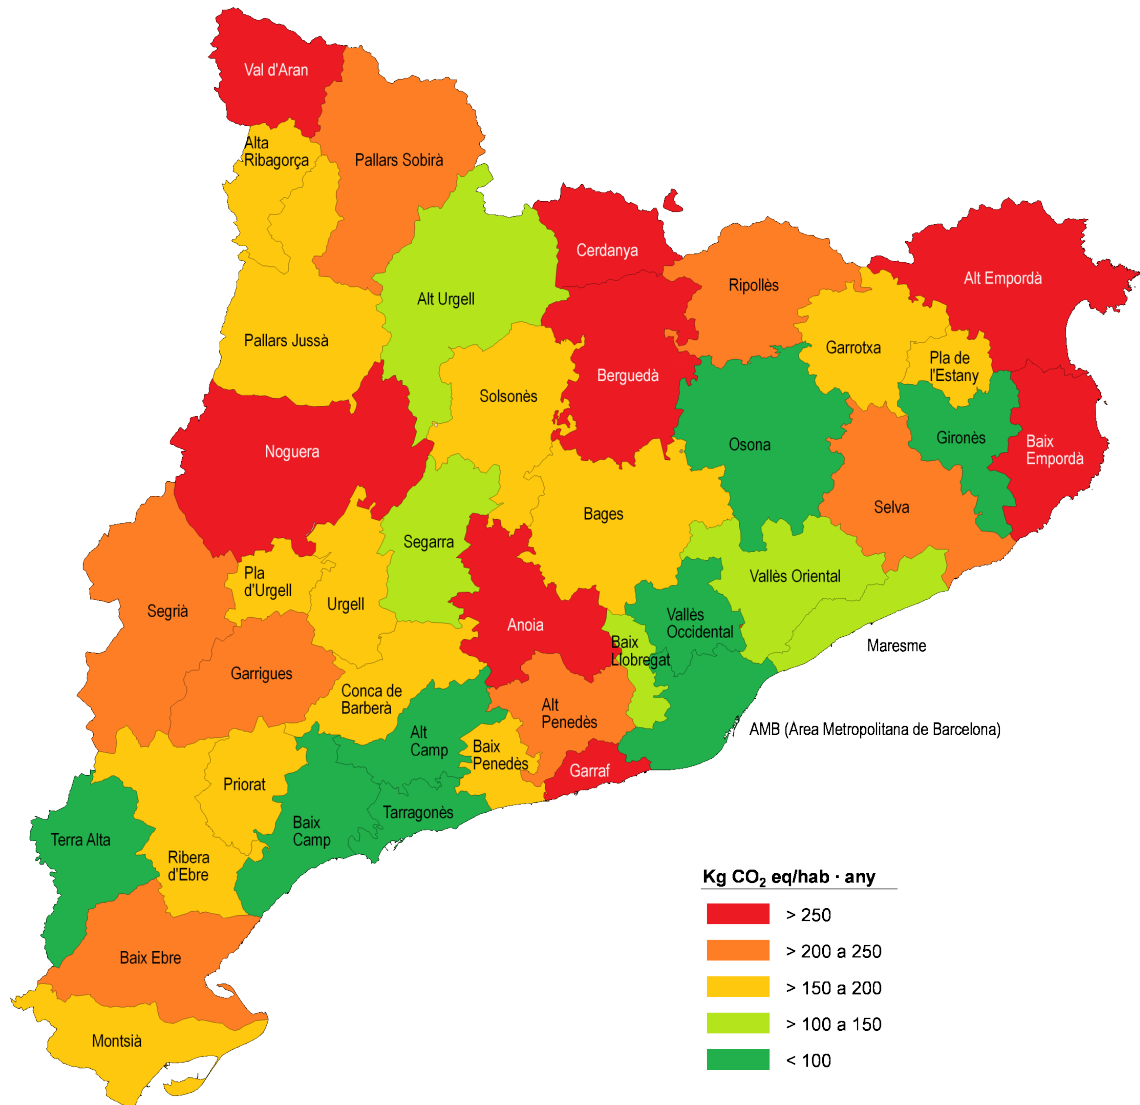 Val d'Aran
Alta
Ribagorça
Pallars Sobirà
Cerdanya
Alt Empordà
Ripollès
Alt Urgell
Pallars Jussà
Garrotxa
Pla de
l'Estany
Berguedà
Solsonès
Osona
Gironès
Baix
Empordà
Noguera
Bages
Selva
Segarra
Vallès Oriental
Pla
d'Urgell
Urgell
Segrià
Vallès
Occidental
Anoia
Baix
Llobregat
Maresme
Garrigues
Conca de
Barberà
Alt
Penedès
AMB (Area Metropolitana de Barcelona)
Alt
Camp
Baix
Penedès
Garraf
Priorat
Tarragonès
Baix
Camp
Terra Alta
Ribera
d'Ebre
Baix Ebre
Montsià
Kg CO₂ eq/hab · any
> 250
> 200 a 250
> 150 a 200
> 100 a 150
< 100